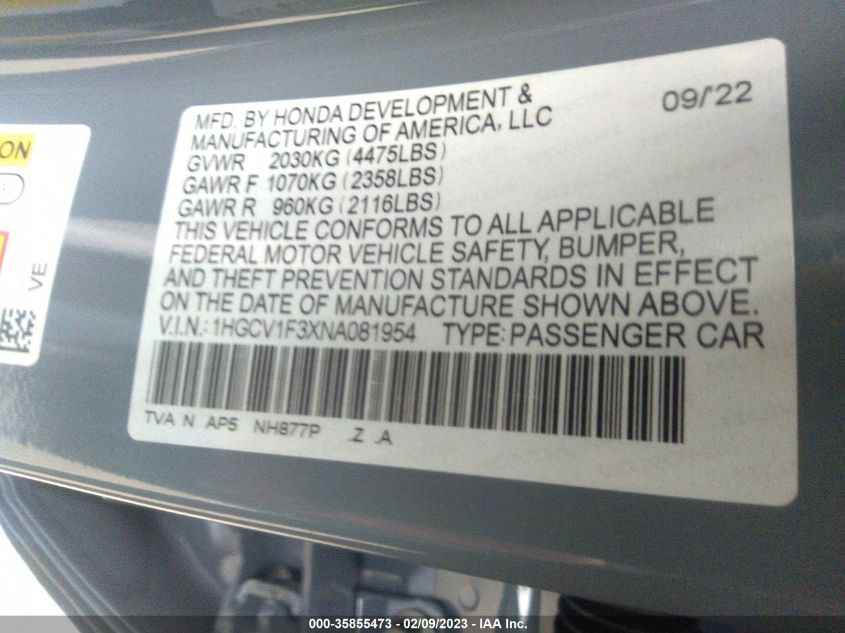 MFD. BY HONDA DEVELOPMENT & 09/'22
MANUFACTURING OF AMERICA, LLC
GVWR 2030KG (4475LBS)
GAWR F 1070KG (2358LBS)
GAWR R 960KG (2116LBS)
THIS VEHICLE CONFORMS TO ALL APPLICABLE
FEDERAL MOTOR VEHICLE SAFETY, BUMPER,
AND THEFT PREVENTION STANDARDS IN EFFECT
ON THE DATE OF MANUFACTURE SHOWN ABOVE.
V.I.N.: 1HGCV1F3XNA081954 TYPE: PASSENGER CAR
TVA N AP5 NH877P .Z .A
ON
VE
000-35855473 - 02/09/2023 - IAA Inc.